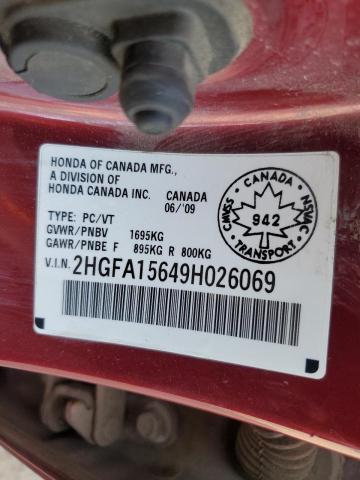 HONDA OF CANADA MFG.,
A DIVISION OF
HONDA CANADA INC. CANADA
06/'09
TYPE: PC/VT
GVWR/PNBV 1695KG
GAWR/PNBE F 895KG R 800KG
V.I.N. 2HGFA15649H026069
CANADA
CMVSS
942
NSVAC
TRANSPORT